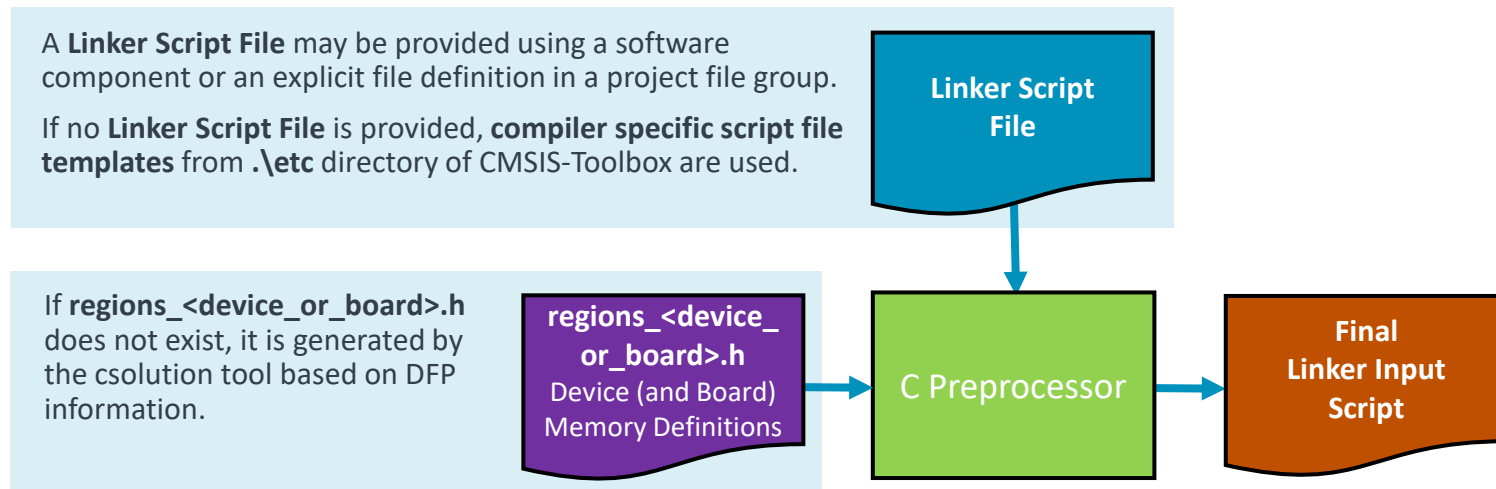 A Linker Script File may be provided using a software
component or an explicit file definition in a project file group.
If no Linker Script File is provided, compiler specific script file
templates from .\etc directory of CMSIS-Toolbox are used.
Linker Script
File
If regions_<device_or_board>.h
does not exist, it is generated by
the csolution tool based on DFP
information.
regions_<device_
or_board>.h
Device (and Board)
Memory Definitions
C Preprocessor
Final
Linker Input
Script